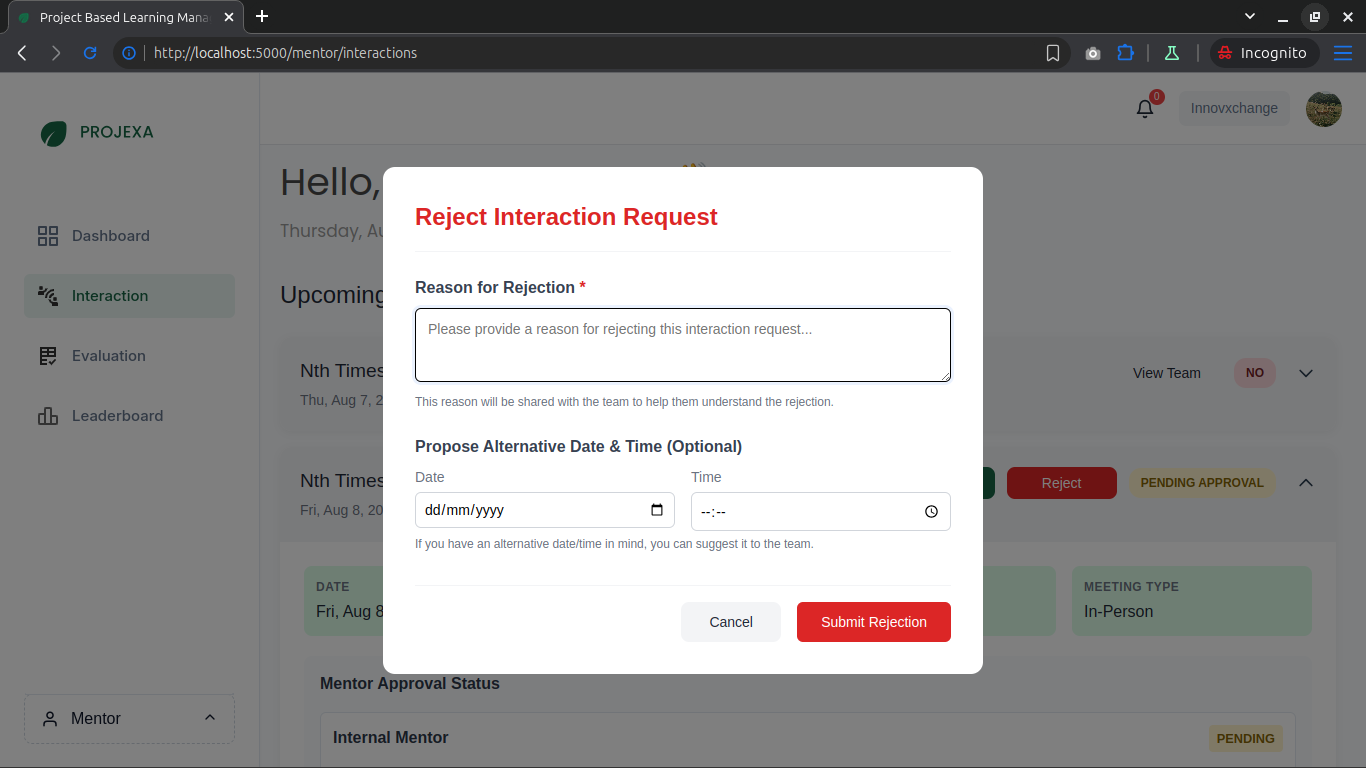 Project Based Learning Mana
http://localhost:5000/mentor/interactions
Incognito
PROJEXA
0
Innovxchange
Hello,
Thursday, Au
Dashboard
Interaction
Evaluation
Leaderboard
Upcoming
Nth Times
Thu, Aug 7, 2
View Team
NO
Nth Times
Fri, Aug 8, 20
Reject
PENDING APPROVAL
DATE
Fri, Aug 8
MEETING TYPE
In-Person
Reject Interaction Request
Reason for Rejection *
Please provide a reason for rejecting this interaction request...
This reason will be shared with the team to help them understand the rejection.
Propose Alternative Date & Time (Optional)
Date
Time
dd/mm/yyyy
--:--
If you have an alternative date/time in mind, you can suggest it to the team.
Cancel
Submit Rejection
Mentor Approval Status
Internal Mentor
PENDING
Mentor